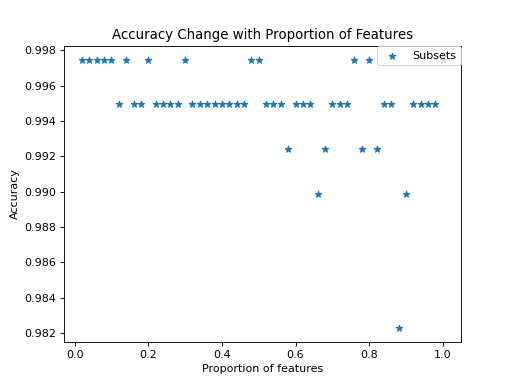 Accuracy Change with Proportion of Features
Subsets
0.998
0.996
0.994
0.992
0.990
0.988
0.986
0.984
0.982
Accuracy
0.0 0.2 0.4 0.6 0.8 1.0
Proportion of features